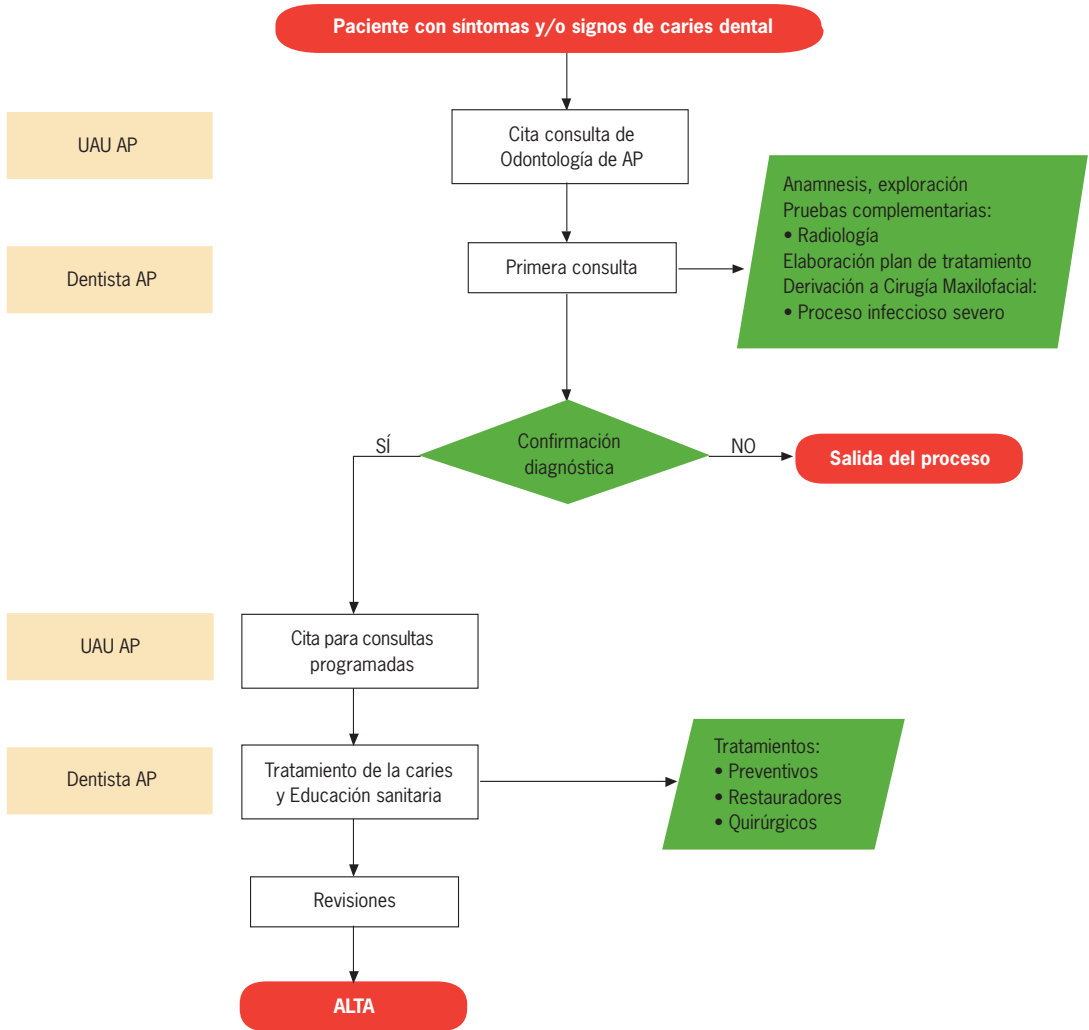 Paciente con síntomas y/o signos de caries dental
UAU AP
Cita consulta de
Odontología de AP
Anamnesis, exploración
Pruebas complementarias:
• Radiología
Elaboración plan de tratamiento
Derivación a Cirugía Maxilofacial:
• Proceso infeccioso severo
Dentista AP
Primera consulta
Confirmación
diagnóstica
SÍ
NO
Salida del proceso
UAU AP
Cita para consultas
programadas
Dentista AP
Tratamiento de la caries
y Educación sanitaria
Tratamientos:
• Preventivos
• Restauradores
• Quirúrgicos
Revisiones
ALTA